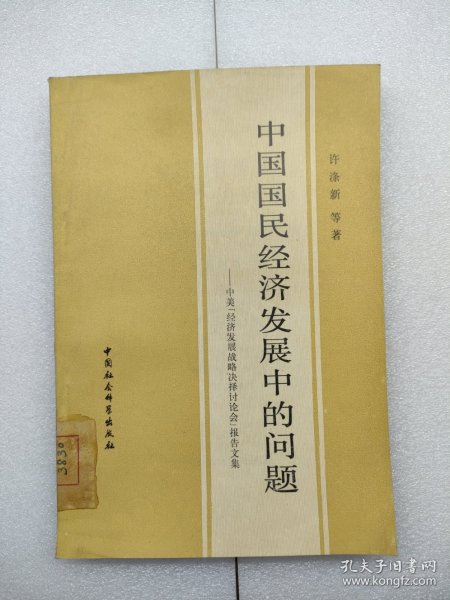 许涤新 等著
中国国民经济发展中的问题
——中美「经济发展战略决择讨论会」报告文集
中国社会科学出版社
3830
孔夫子旧书网
www.kongfz.com